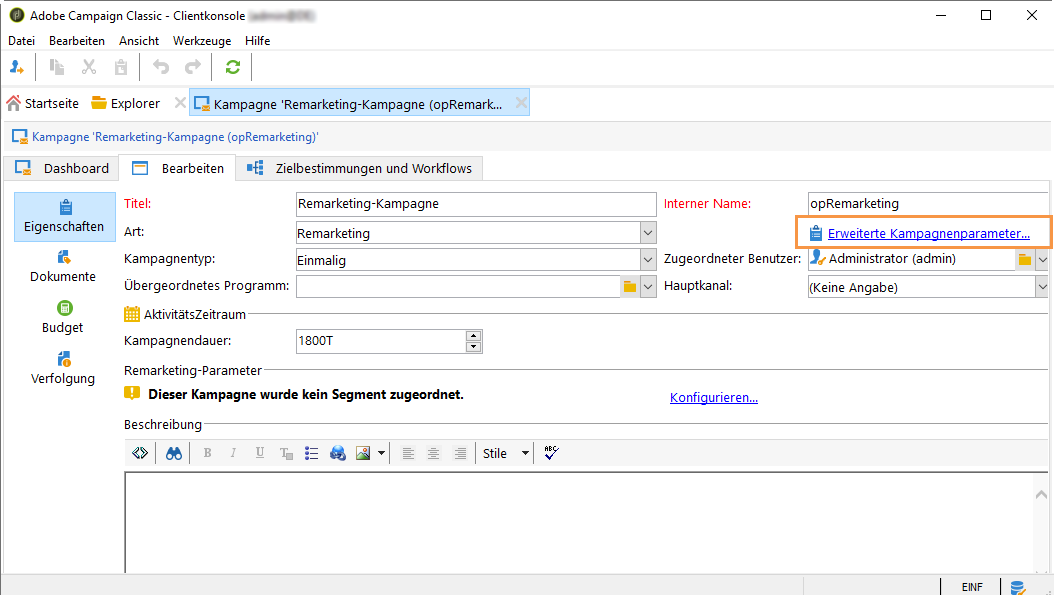 Adobe Campaign Classic - Clientkonsole
Datei Bearbeiten Ansicht Werkzeuge Hilfe
Startseite Explorer Kampagne 'Remarketing-Kampagne (opRemark...
Kampagne 'Remarketing-Kampagne (opRemarketing)'
Dashboard Bearbeiten Zielbestimmungen und Workflows
Eigenschaften
Dokumente
Budget
Verfolgung
Titel: Remarketing-Kampagne Interner Name: opRemarketing
Art: Remarketing Erweiterte Kampagnenparameter...
Kampagnentyp: Einmalig Zugeordneter Benutzer: Administrator (admin)
Übergeordnetes Programm: Hauptkanal: (Keine Angabe)
AktivitätsZeitraum
Kampagnendauer: 1800T
Remarketing-Parameter
Dieser Kampagne wurde kein Segment zugeordnet. Konfigurieren...
Beschreibung
B I U T Stile ABC
EINF